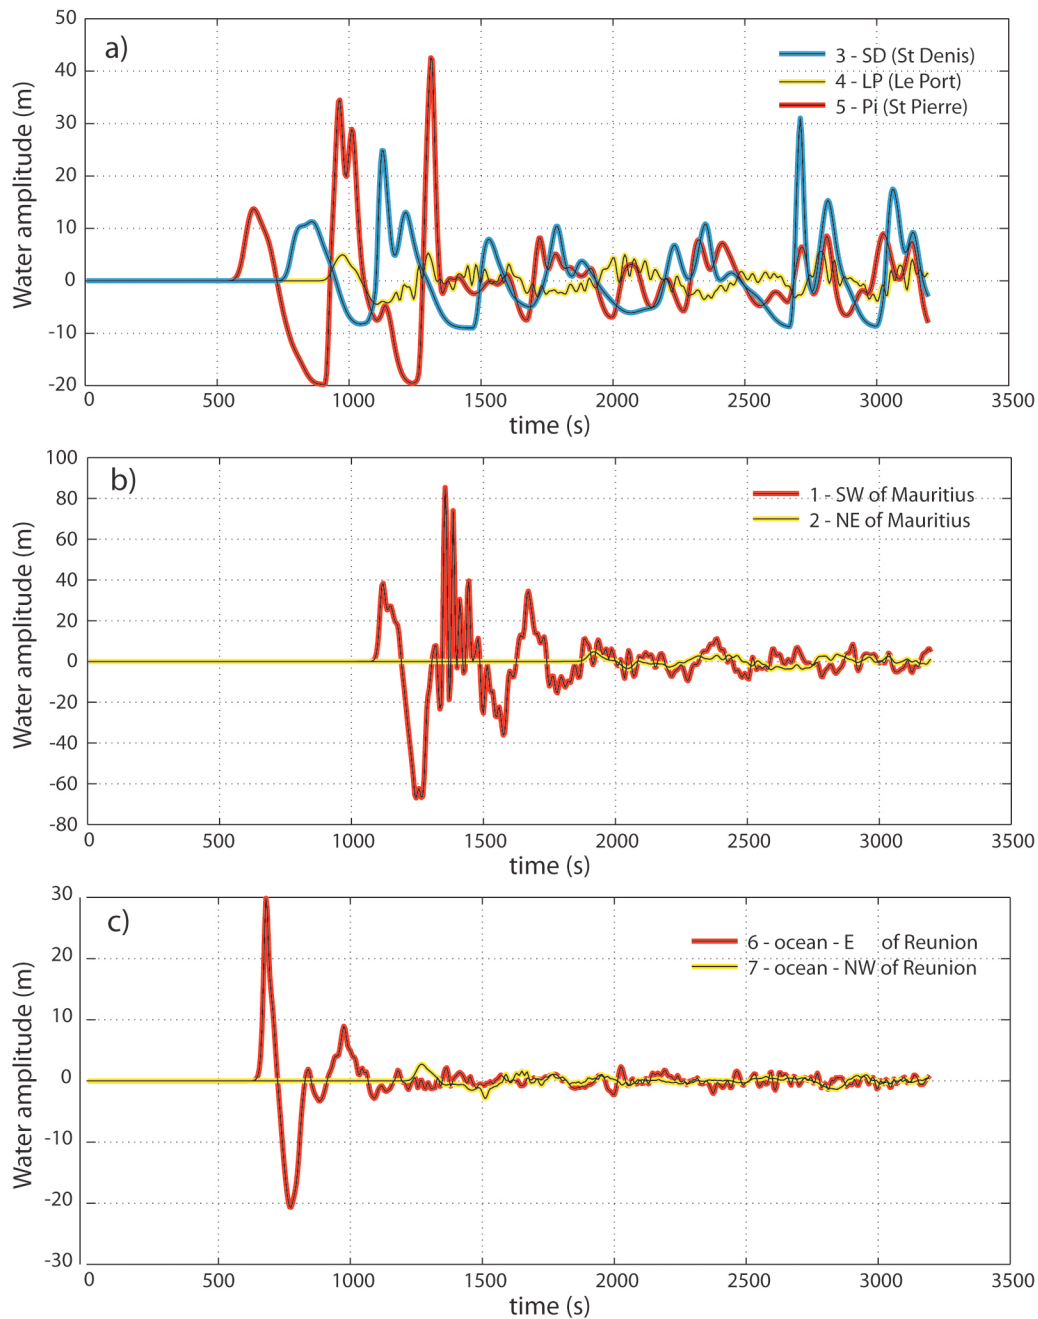 a)
Water amplitude (m)
50
40
30
20
10
0
-10
-20
3 - SD (St Denis)
4 - LP (Le Port)
5 - Pi (St Pierre)
0 500 1000 1500 2000 2500 3000 3500
time (s)
b)
Water amplitude (m)
100
80
60
40
20
0
-20
-40
-60
-80
1 - SW of Mauritius
2 - NE of Mauritius
0 500 1000 1500 2000 2500 3000 3500
time (s)
c)
Water amplitude (m)
30
20
10
0
-10
-20
-30
6 - ocean - E of Reunion
7 - ocean - NW of Reunion
0 500 1000 1500 2000 2500 3000 3500
time (s)